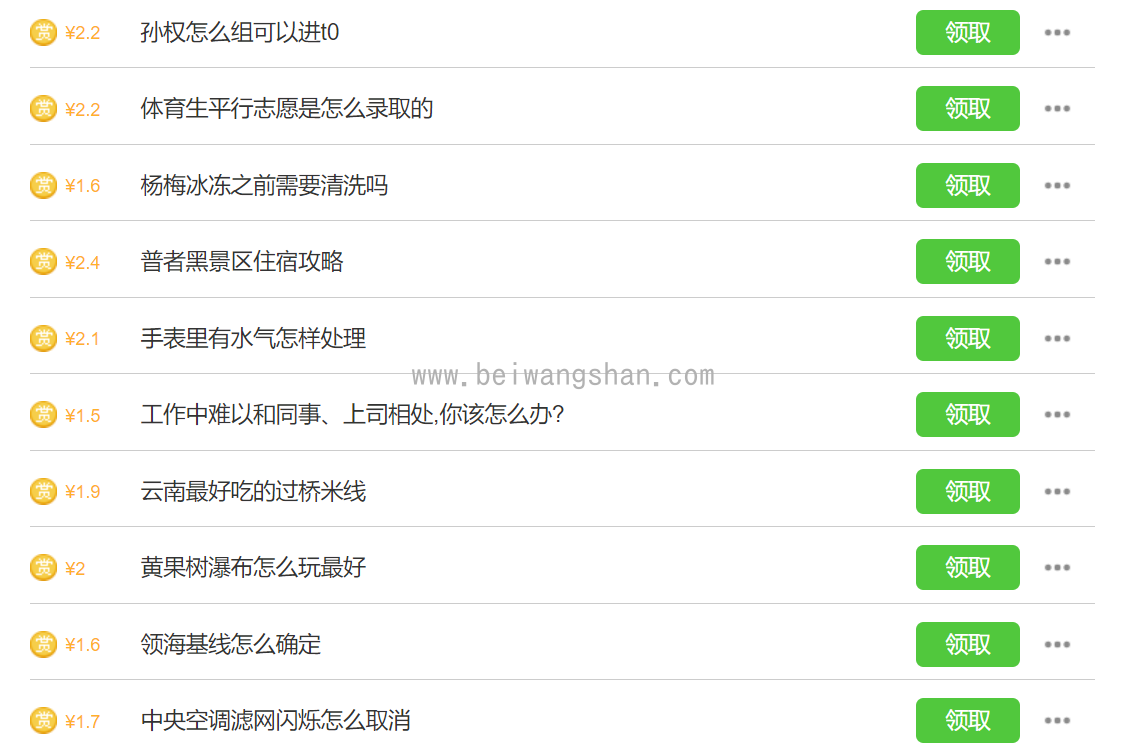 赏 ¥2.2 孙权怎么组可以进t0 领取
赏 ¥2.2 体育生平行志愿是怎么录取的 领取
赏 ¥1.6 杨梅冰冻之前需要清洗吗 领取
赏 ¥2.4 普者黑景区住宿攻略 领取
赏 ¥2.1 手表里有水气怎样处理 领取
www.beiwangshan.com
赏 ¥1.5 工作中难以和同事、上司相处,你该怎么办? 领取
赏 ¥1.9 云南最好吃的过桥米线 领取
赏 ¥2 黄果树瀑布怎么玩最好 领取
赏 ¥1.6 领海基线怎么确定 领取
赏 ¥1.7 中央空调滤网闪烁怎么取消 领取